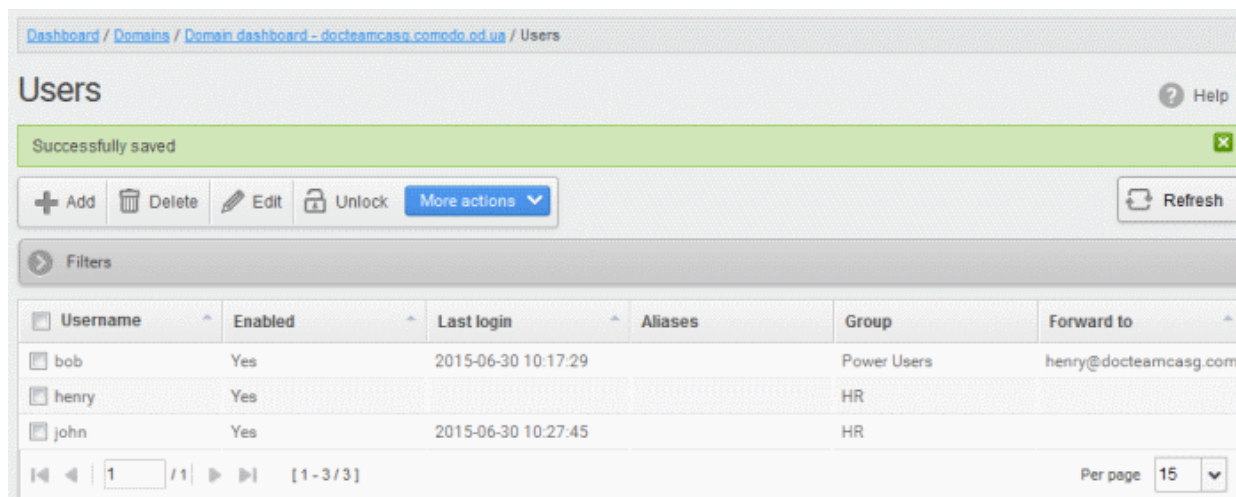 Dashboard / Domains / Domain dashboard - docteamcasg.comodo.od.ua / Users
Users
Help
Successfully saved
Add Delete Edit Unlock More actions Refresh
Filters
Username Enabled Last login Aliases Group Forward to
bob Yes 2015-06-30 10:17:29 Power Users henry@docteamcasg.com
henry Yes HR
john Yes 2015-06-30 10:27:45 HR
1 / 1 [ 1 - 3 / 3 ] Per page 15